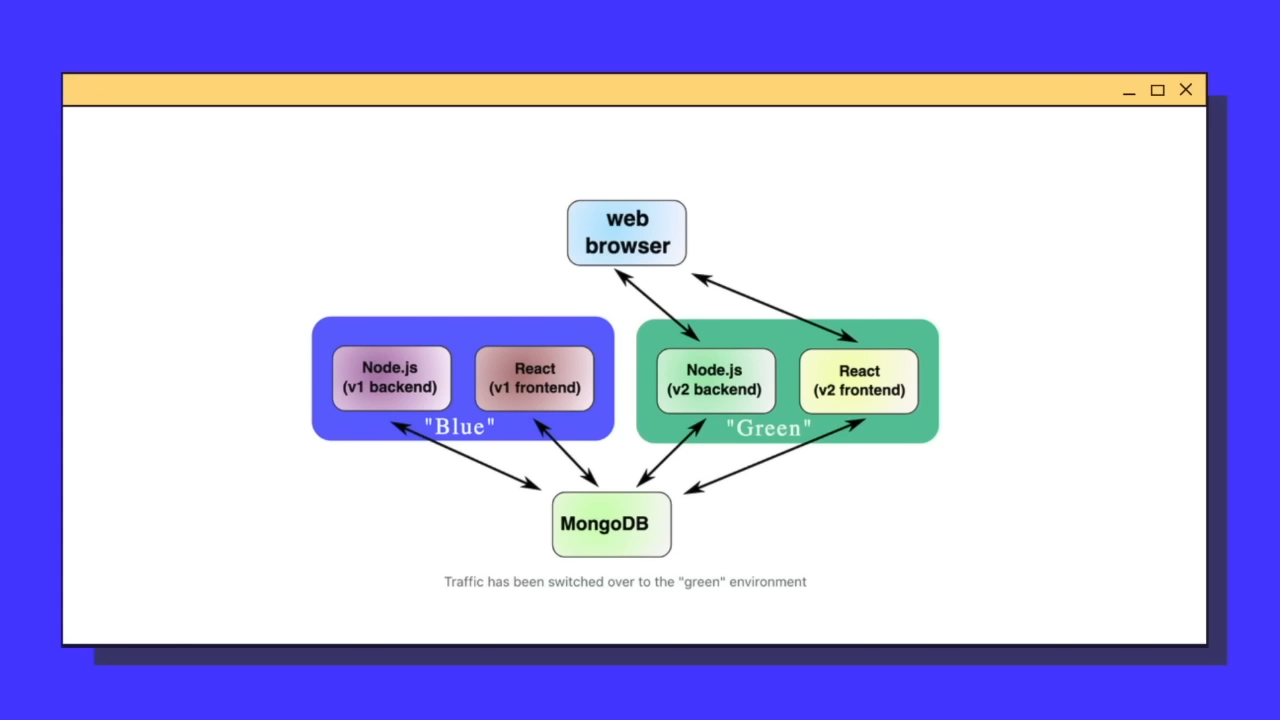 web
browser
Node.js
(v1 backend)
React
(v1 frontend)
"Blue"
Node.js
(v2 backend)
React
(v2 frontend)
"Green"
MongoDB
Traffic has been switched over to the "green" environment